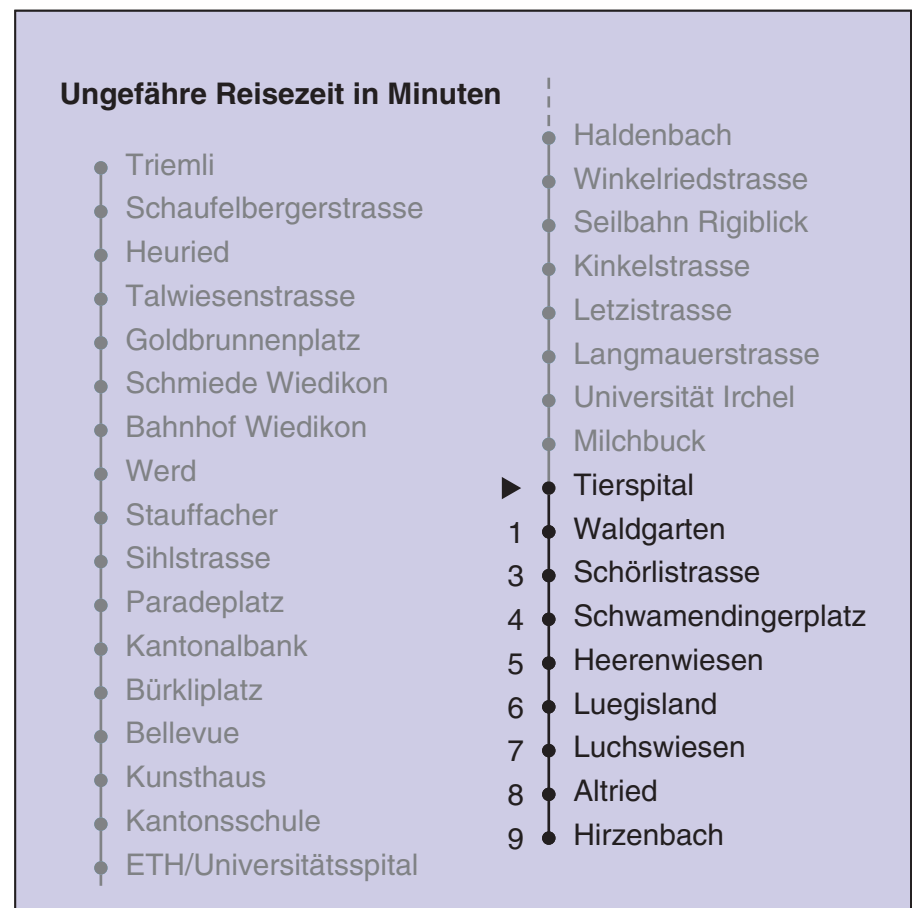 Ungefähre Reisezeit in Minuten
Triemli
Schaufelbergerstrasse
Heuried
Talwiesenstrasse
Goldbrunnenplatz
Schmiede Wiedikon
Bahnhof Wiedikon
Werd
Stauffacher
Sihlstrasse
Paradeplatz
Kantonalbank
Bürkliplatz
Bellevue
Kunsthaus
Kantonsschule
ETH/Universitätsspital
Haldenbach
Winkelriedstrasse
Seilbahn Rigiblick
Kinkelstrasse
Letzistrasse
Langmauerstrasse
Universität Irchel
Milchbuck
Tierspital
1 Waldgarten
3 Schörlistrasse
4 Schwamendingerplatz
5 Heerenwiesen
6 Luegisland
7 Luchswiesen
8 Altried
9 Hirzenbach